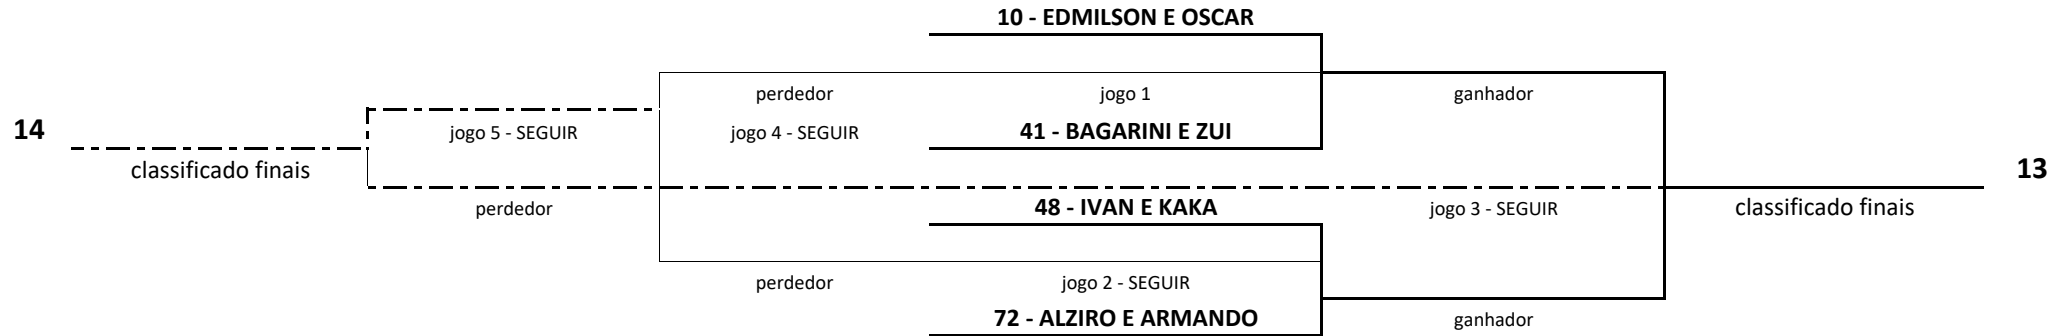 10 - EDMILSON E OSCAR
perdedor jogo 1 ganhador
14 jogo 5 - SEGUIR jogo 4 - SEGUIR 41 - BAGARINI E ZUI
classificado finais 13
perdedor 48 - IVAN E KAKA jogo 3 - SEGUIR classificado finais
perdedor jogo 2 - SEGUIR
72 - ALZIRO E ARMANDO ganhador